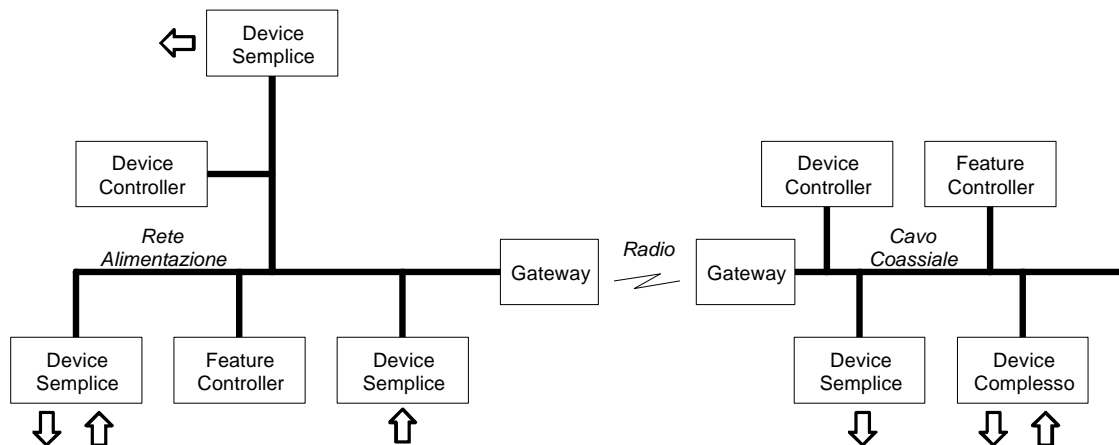 Device
Semplice
Device
Controller
Device
Controller
Feature
Controller
Rete
Alimentazione
Radio
Cavo
Coassiale
Gateway
Gateway
Device
Semplice
Feature
Controller
Device
Semplice
Device
Semplice
Device
Complesso